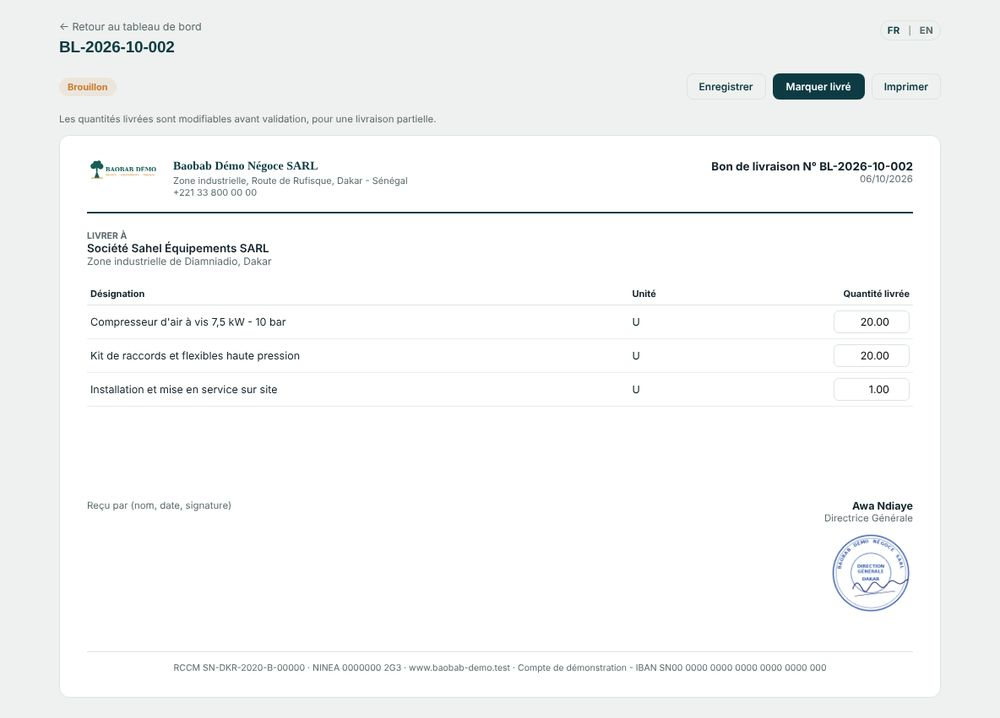 ← Retour au tableau de bord
FR | EN
BL-2026-10-002
Brouillon
Enregistrer
Marquer livré
Imprimer
Les quantités livrées sont modifiables avant validation, pour une livraison partielle.
BAOBAB DÉMO
Baobab Démo Négoce SARL
Zone industrielle, Route de Rufisque, Dakar - Sénégal
+221 33 800 00 00
Bon de livraison N° BL-2026-10-002
06/10/2026
LIVRER À
Société Sahel Équipements SARL
Zone industrielle de Diamniadio, Dakar
Désignation Unité Quantité livrée
Compresseur d'air à vis 7,5 kW - 10 bar U 20.00
Kit de raccords et flexibles haute pression U 20.00
Installation et mise en service sur site U 1.00
Reçu par (nom, date, signature)
Awa Ndiaye
Directrice Générale
BAOBAB DÉMO NÉGOCE SARL
DIRECTION
GÉNÉRALE
DAKAR
RCCM SN-DKR-2020-B-00000 · NINEA 0000000 2G3 · www.baobab-demo.test · Compte de démonstration - IBAN SN00 0000 0000 0000 0000 0000 000